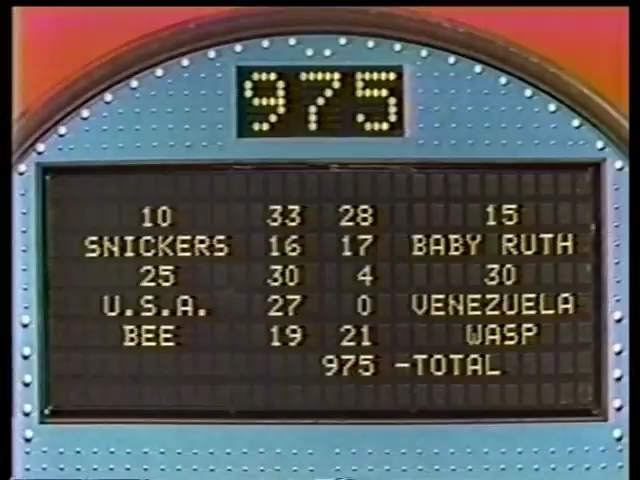 975
10 33 28 15
SNICKERS 16 17 BABY RUTH
25 30 4 30
U.S.A. 27 0 VENEZUELA
BEE 19 21 WASP
975 -TOTAL